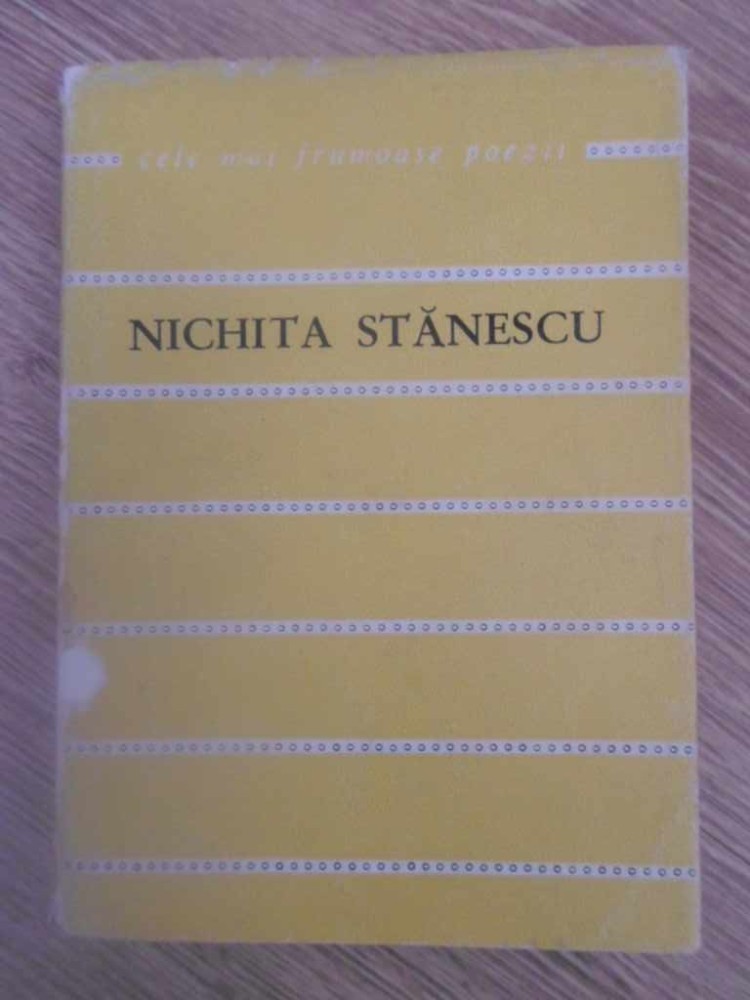 cele mai frumoase poezii
NICHITA STĂNESCU